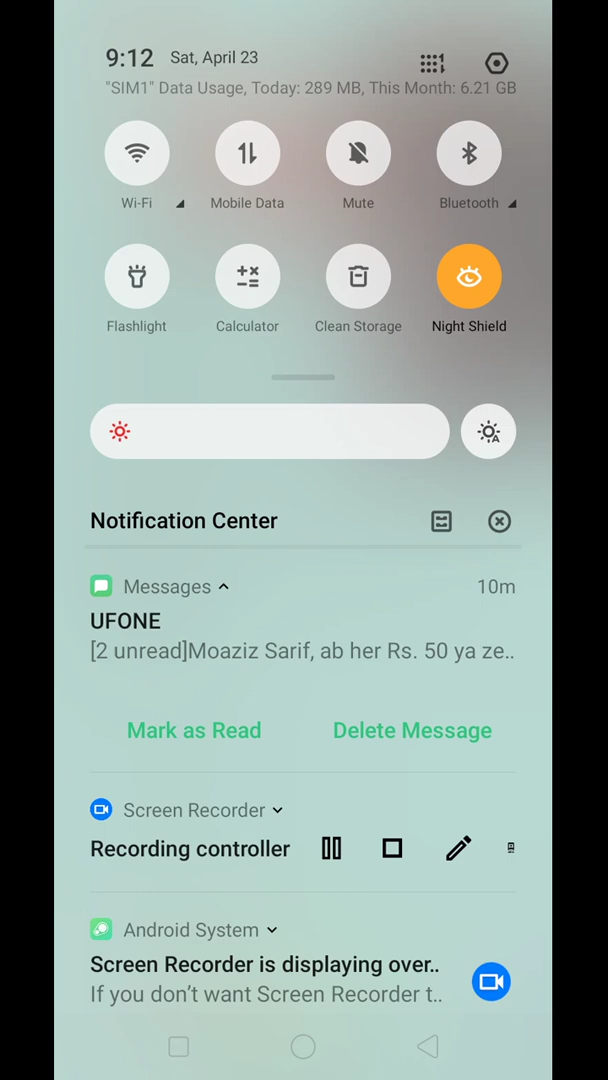 9:12 Sat, April 23
"SIM1" Data Usage, Today: 289 MB, This Month: 6.21 GB
Wi-Fi Mobile Data Mute Bluetooth
Flashlight Calculator Clean Storage Night Shield
Notification Center
Messages 10m
UFONE
[2 unread]Moaziz Sarif, ab her Rs. 50 ya ze..
Mark as Read Delete Message
Screen Recorder
Recording controller
Android System
Screen Recorder is displaying over..
If you don't want Screen Recorder t..